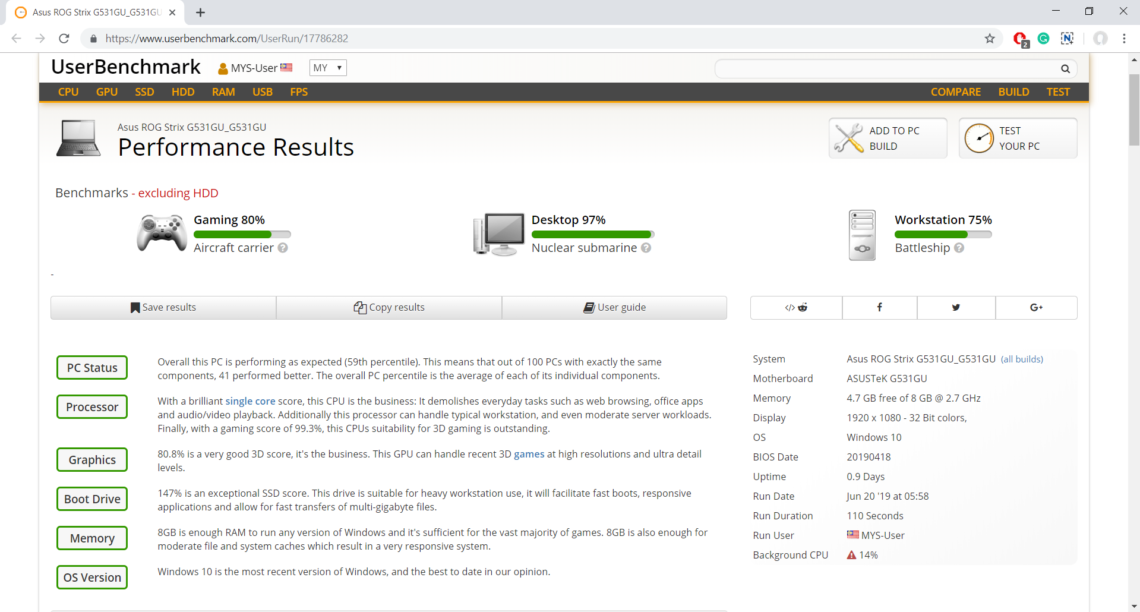 Asus ROG Strix G531GU_G531GU
https://www.userbenchmark.com/UserRun/17786282
2
UserBenchmark
MYS-User
MY
CPU GPU SSD HDD RAM USB FPS
COMPARE BUILD TEST
Asus ROG Strix G531GU_G531GU
Performance Results
ADD TO PC
BUILD
TEST
YOUR PC
Benchmarks - excluding HDD
Gaming 80%
Aircraft carrier ?
Desktop 97%
Nuclear submarine ?
Workstation 75%
Battleship ?
-
Save results
Copy results
User guide
</>
f
G+
PC Status
Overall this PC is performing as expected (59th percentile). This means that out of 100 PCs with exactly the same
components, 41 performed better. The overall PC percentile is the average of each of its individual components.
Processor
With a brilliant single core score, this CPU is the business: It demolishes everyday tasks such as web browsing, office apps
and audio/video playback. Additionally this processor can handle typical workstation, and even moderate server workloads.
Finally, with a gaming score of 99.3%, this CPUs suitability for 3D gaming is outstanding.
Graphics
80.8% is a very good 3D score, it's the business. This GPU can handle recent 3D games at high resolutions and ultra detail
levels.
Boot Drive
147% is an exceptional SSD score. This drive is suitable for heavy workstation use, it will facilitate fast boots, responsive
applications and allow for fast transfers of multi-gigabyte files.
Memory
8GB is enough RAM to run any version of Windows and it's sufficient for the vast majority of games. 8GB is also enough for
moderate file and system caches which result in a very responsive system.
OS Version
Windows 10 is the most recent version of Windows, and the best to date in our opinion.
System Asus ROG Strix G531GU_G531GU (all builds)
Motherboard ASUSTeK G531GU
Memory 4.7 GB free of 8 GB @ 2.7 GHz
Display 1920 x 1080 - 32 Bit colors,
OS Windows 10
BIOS Date 20190418
Uptime 0.9 Days
Run Date Jun 20 '19 at 05:58
Run Duration 110 Seconds
Run User MYS-User
Background CPU 14%